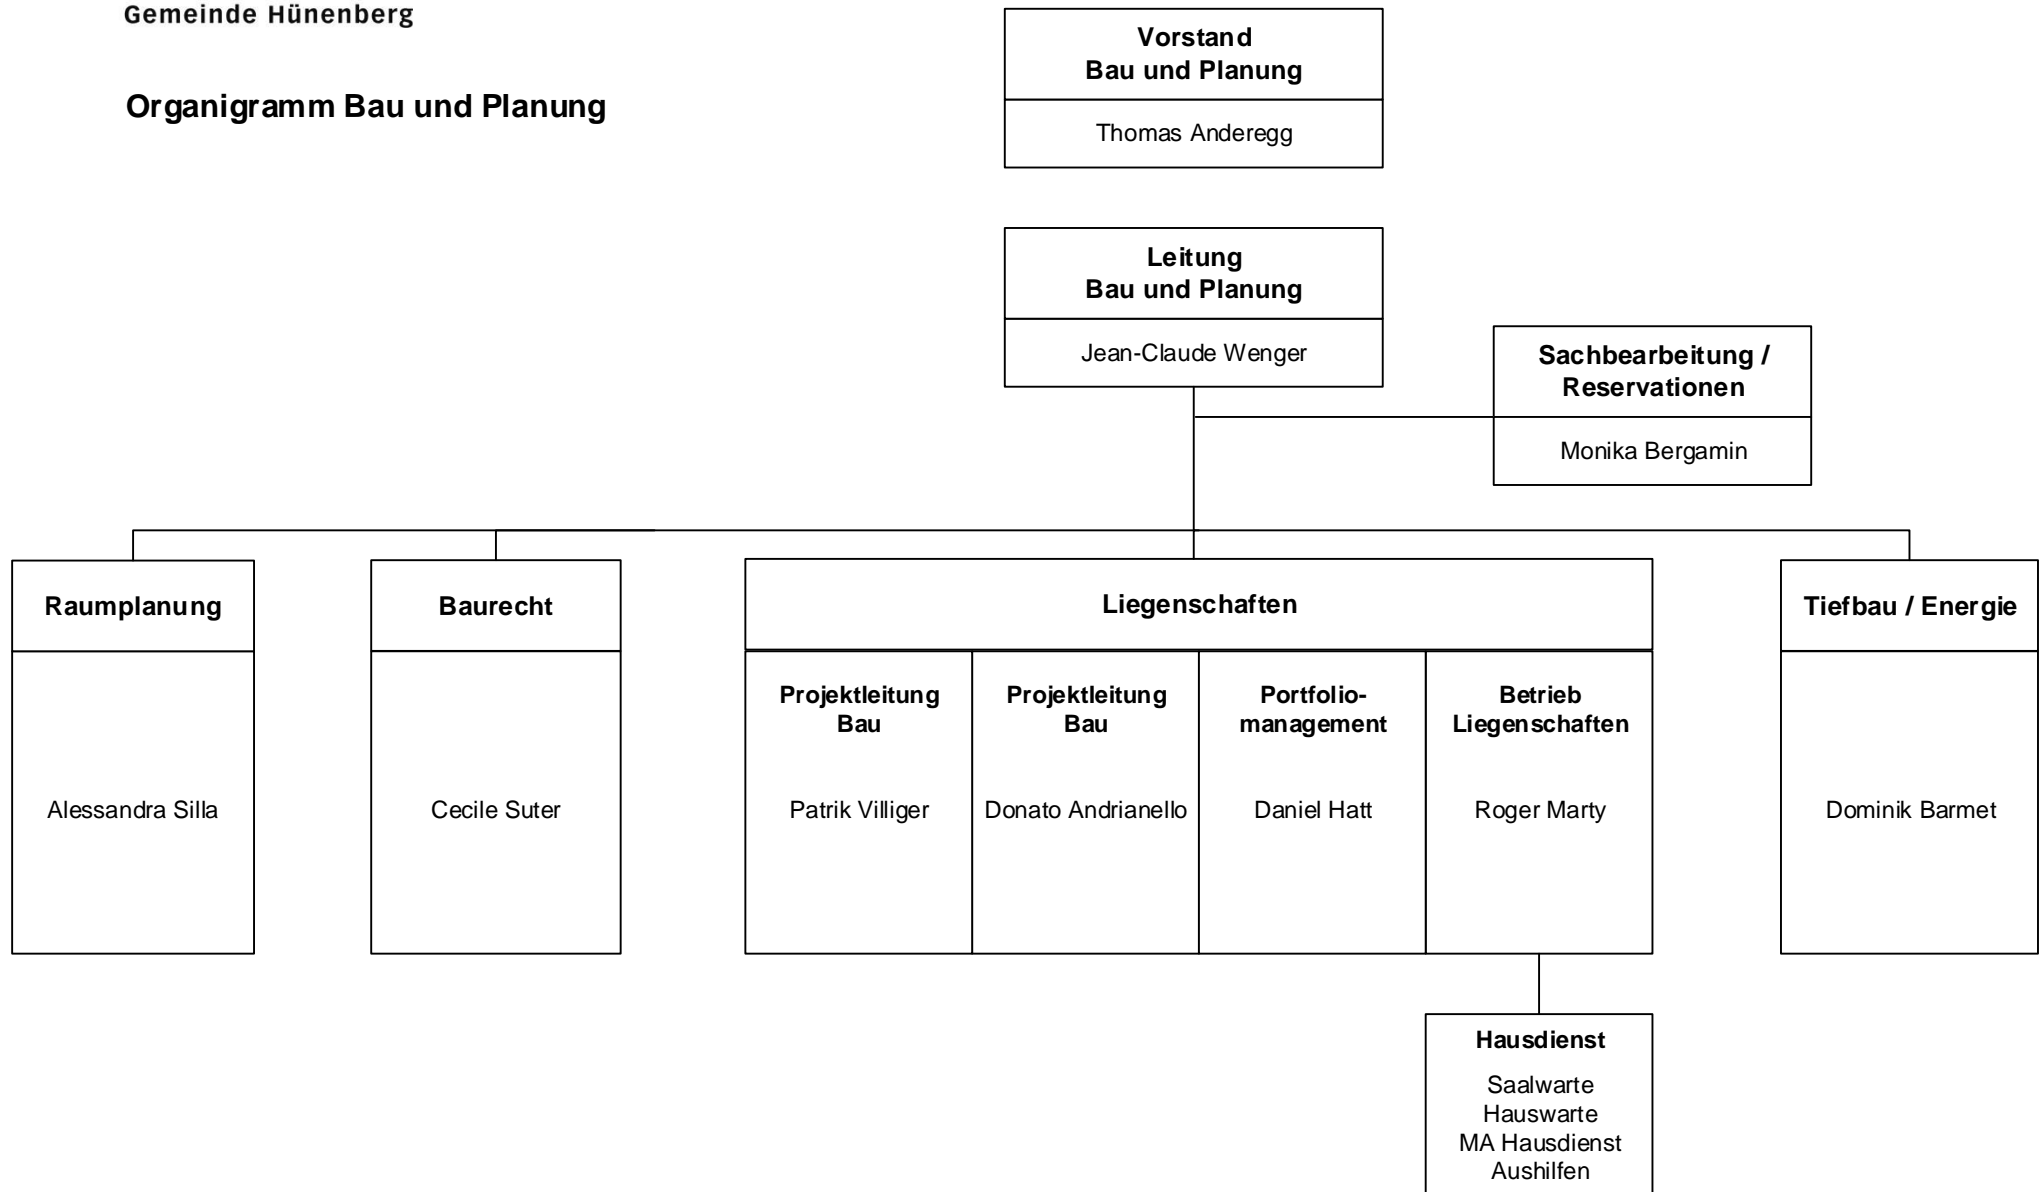 Gemeinde Hünenberg
Organigramm Bau und Planung
Vorstand
Bau und Planung
Thomas Anderegg
Leitung
Bau und Planung
Jean-Claude Wenger
Sachbearbeitung /
Reservationen
Monika Bergamin
Raumplanung
Alessandra Silla
Baurecht
Cecile Suter
Liegenschaften
Projektleitung
Bau
Patrik Villiger
Projektleitung
Bau
Donato Andrianello
Portfolio-
management
Daniel Hatt
Betrieb
Liegenschaften
Roger Marty
Tiefbau / Energie
Dominik Barmet
Hausdienst
Saalwarte
Hauswarte
MA Hausdienst
Aushilfen